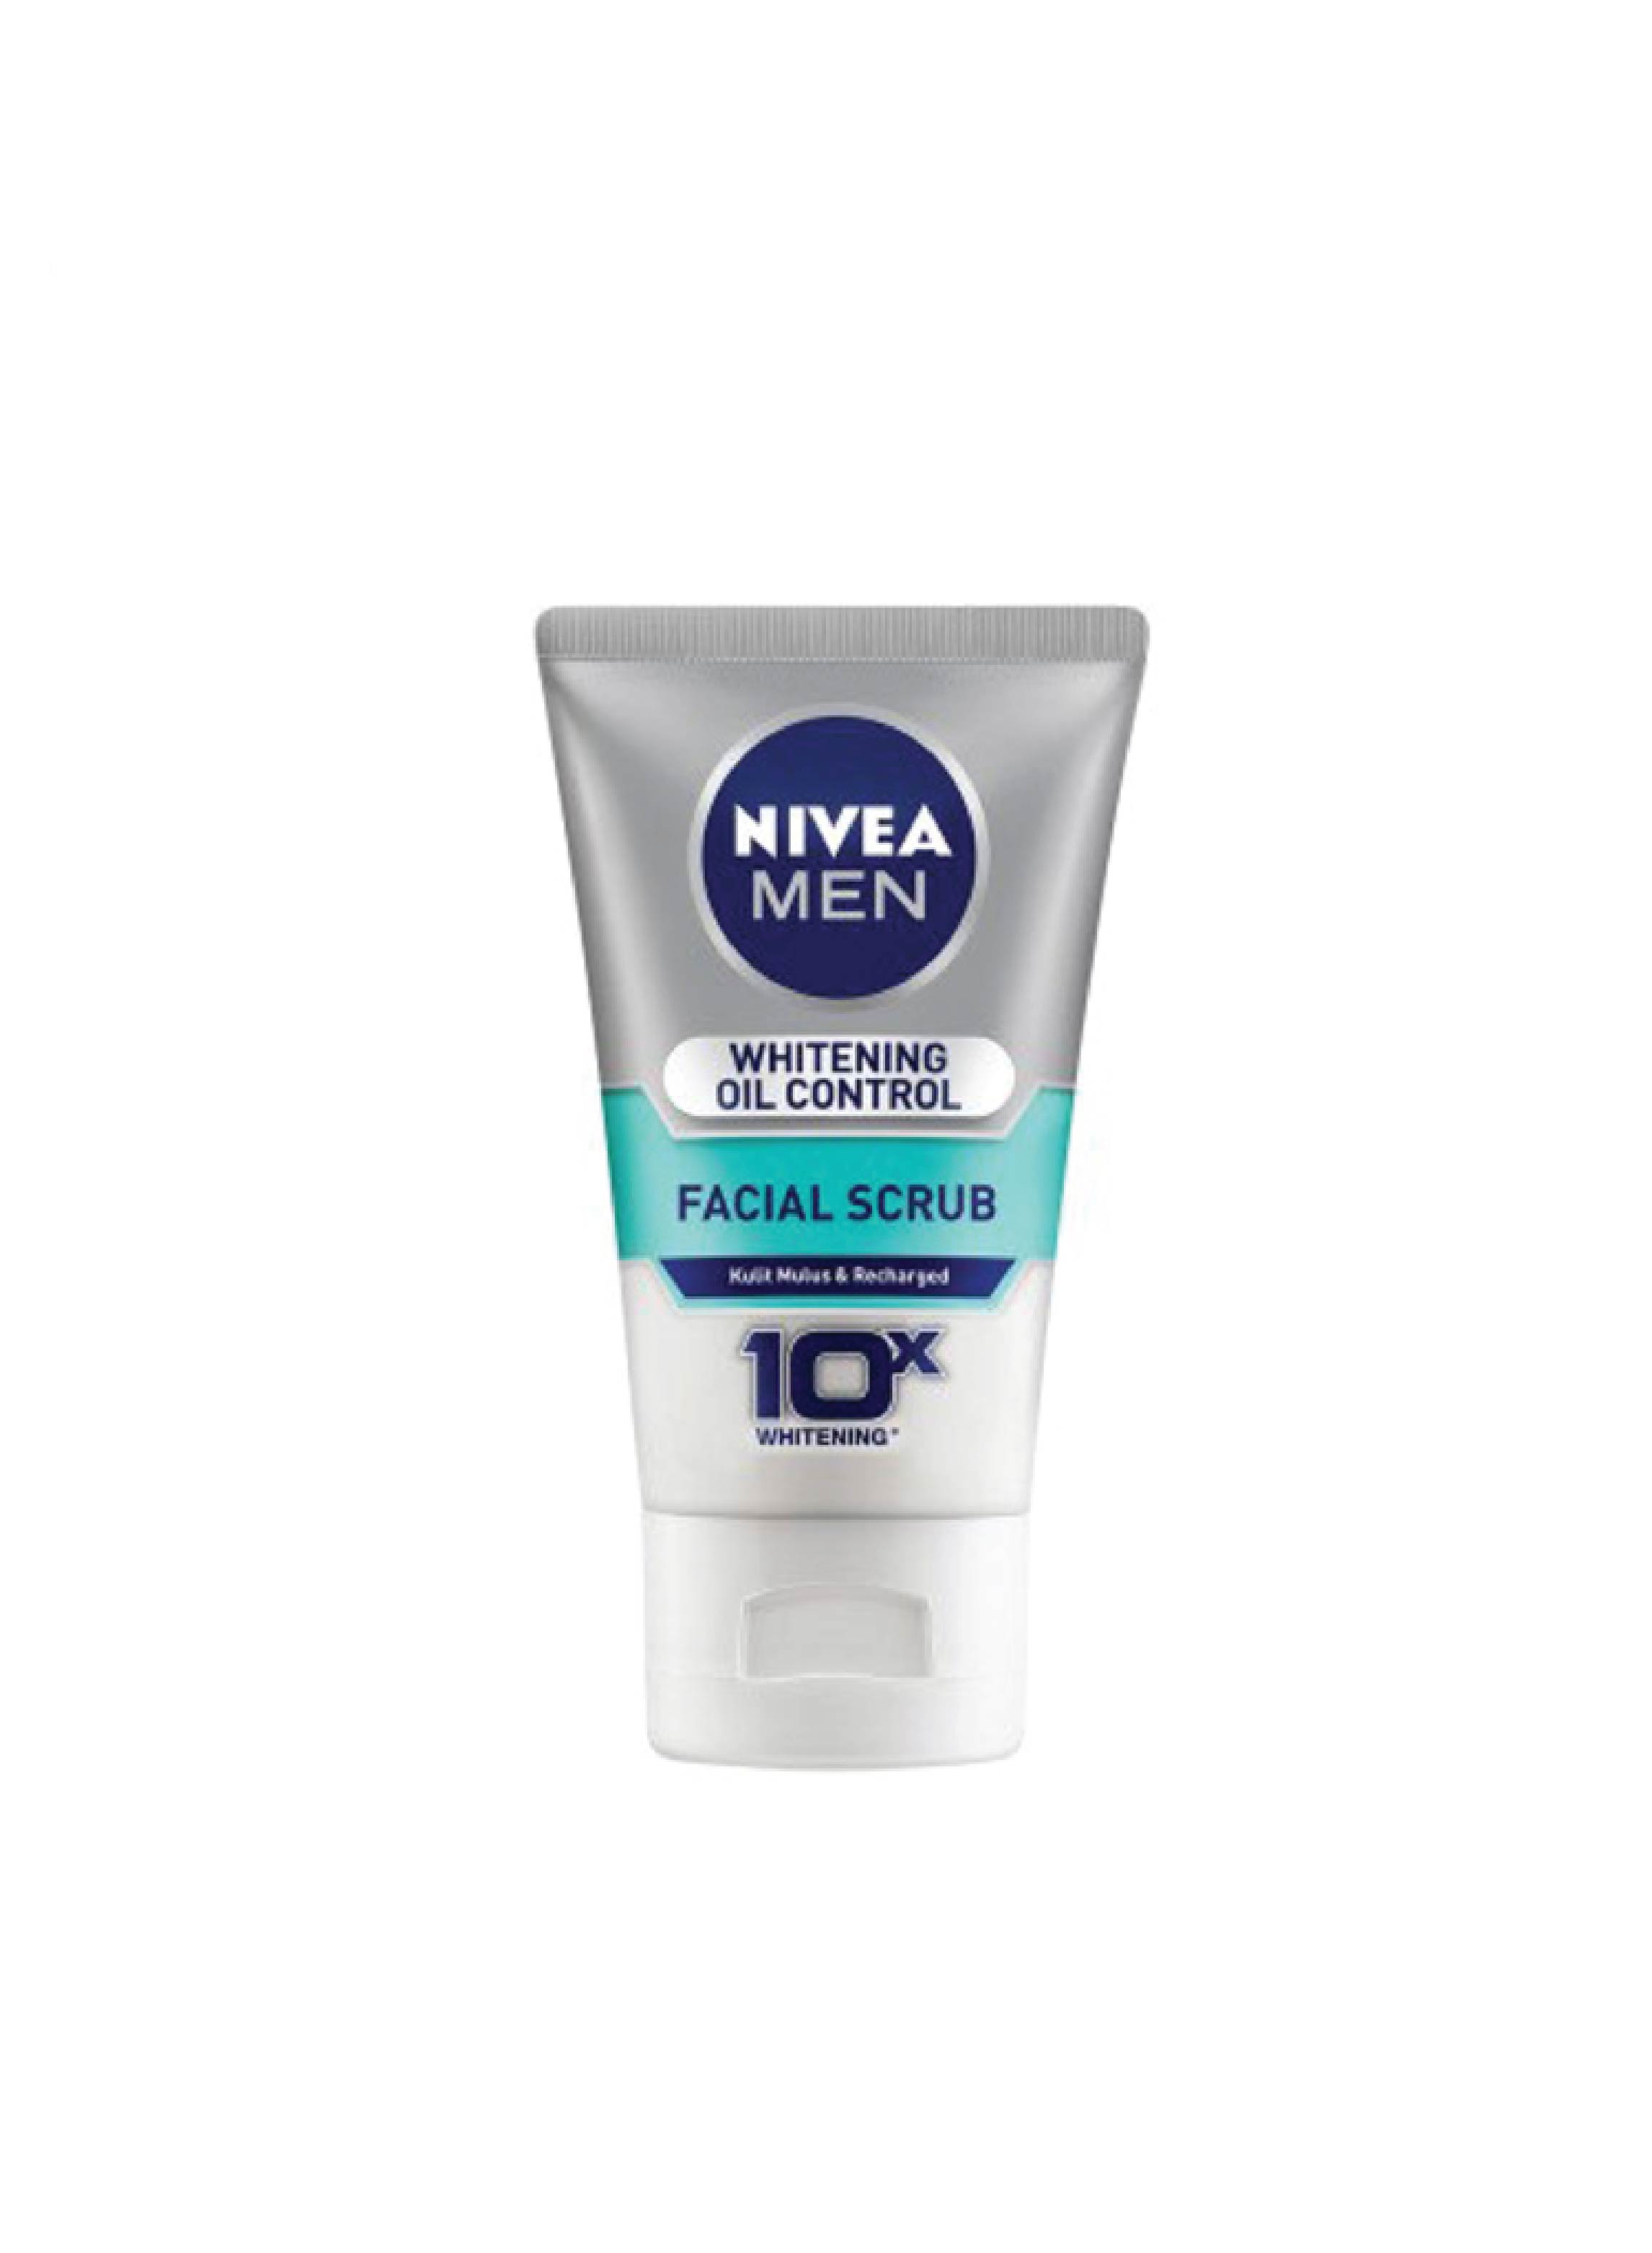 NIVEA
MEN
WHITENING
OIL CONTROL
FACIAL SCRUB
Kulit Mulus & Recharged
10x
WHITENING*